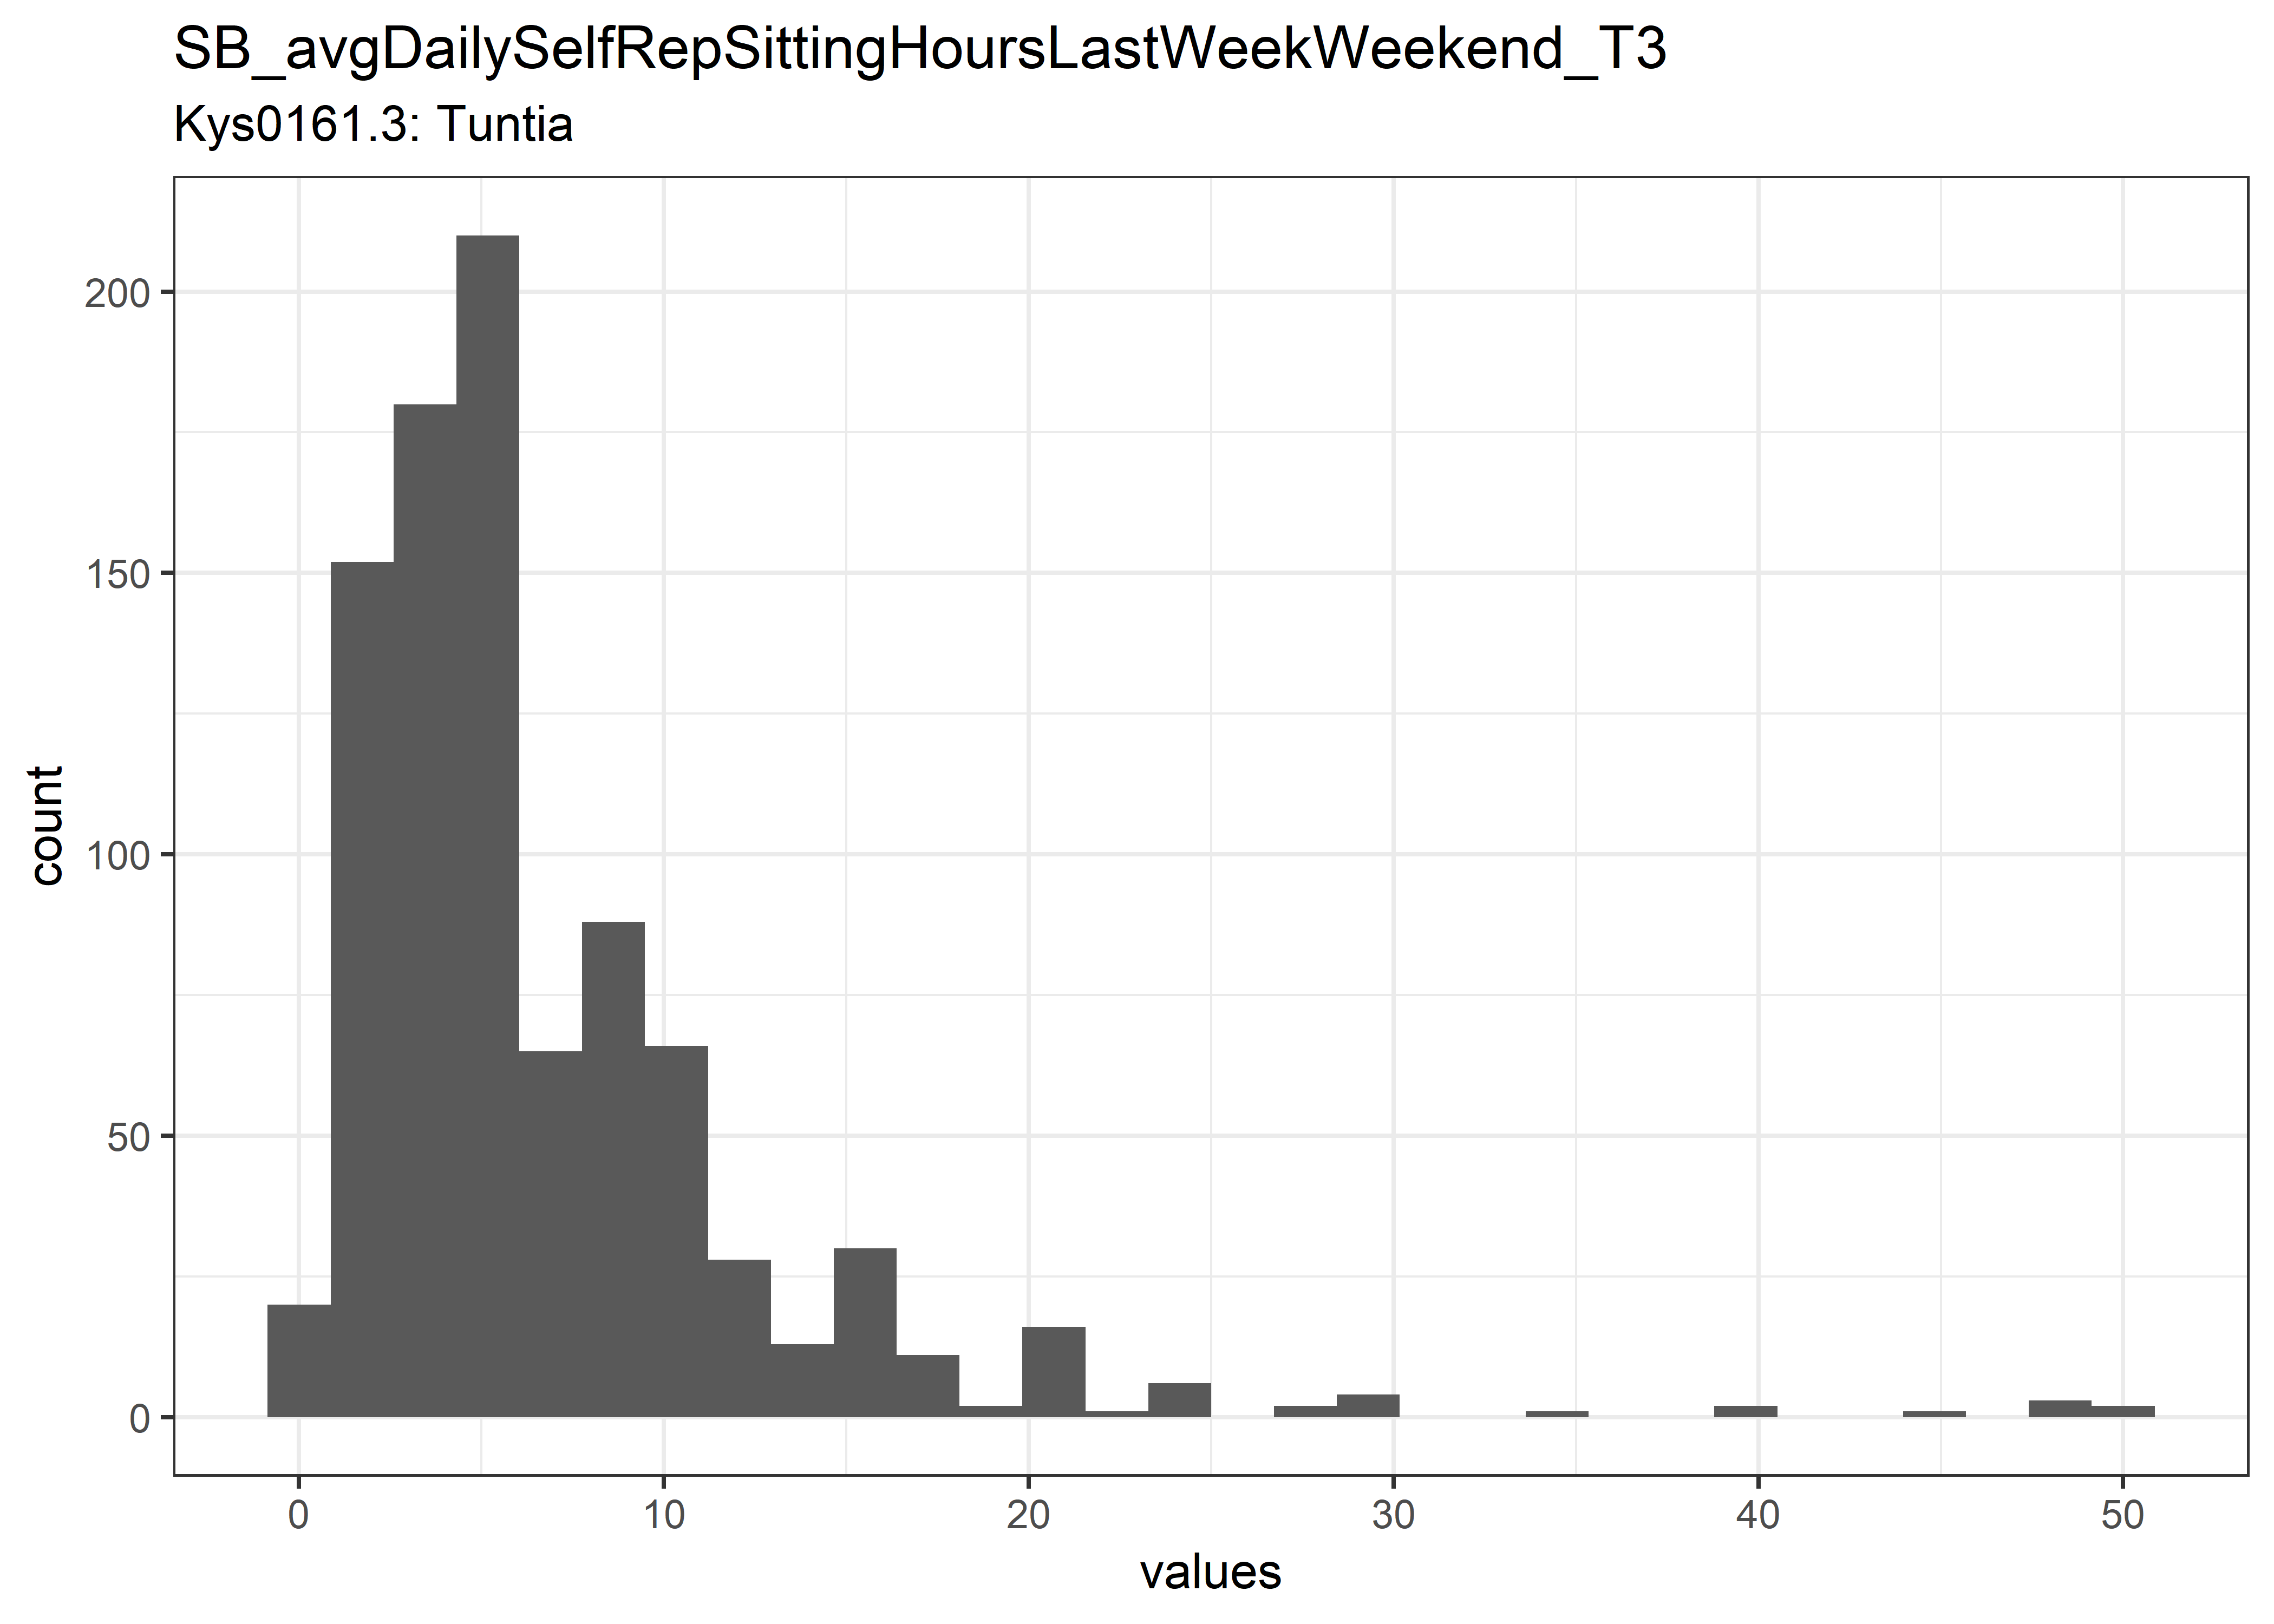 SB_avgDailySelfRepSittingHoursLastWeekWeekend_T3
Kys0161.3: Tuntia
200
150
100
50
0
count
0 10 20 30 40 50
values